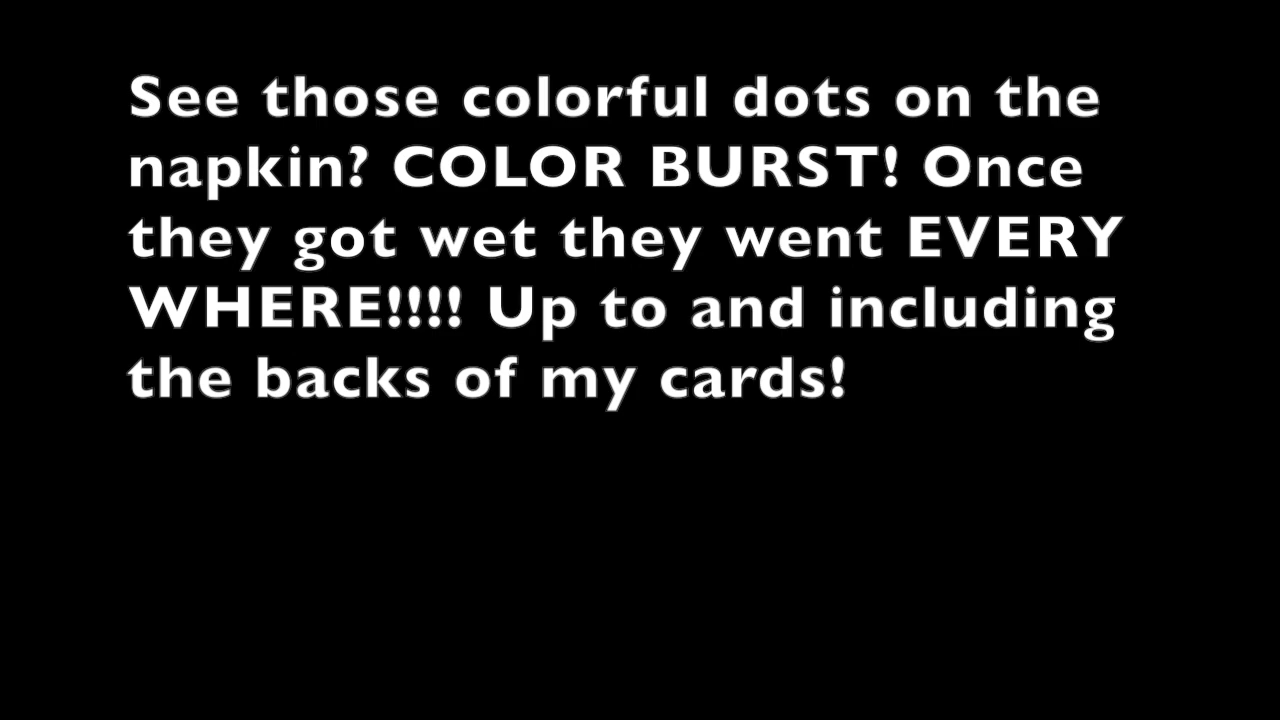 See those colorful dots on the
napkin? COLOR BURST! Once
they got wet they went EVERY
WHERE!!!! Up to and including
the backs of my cards!